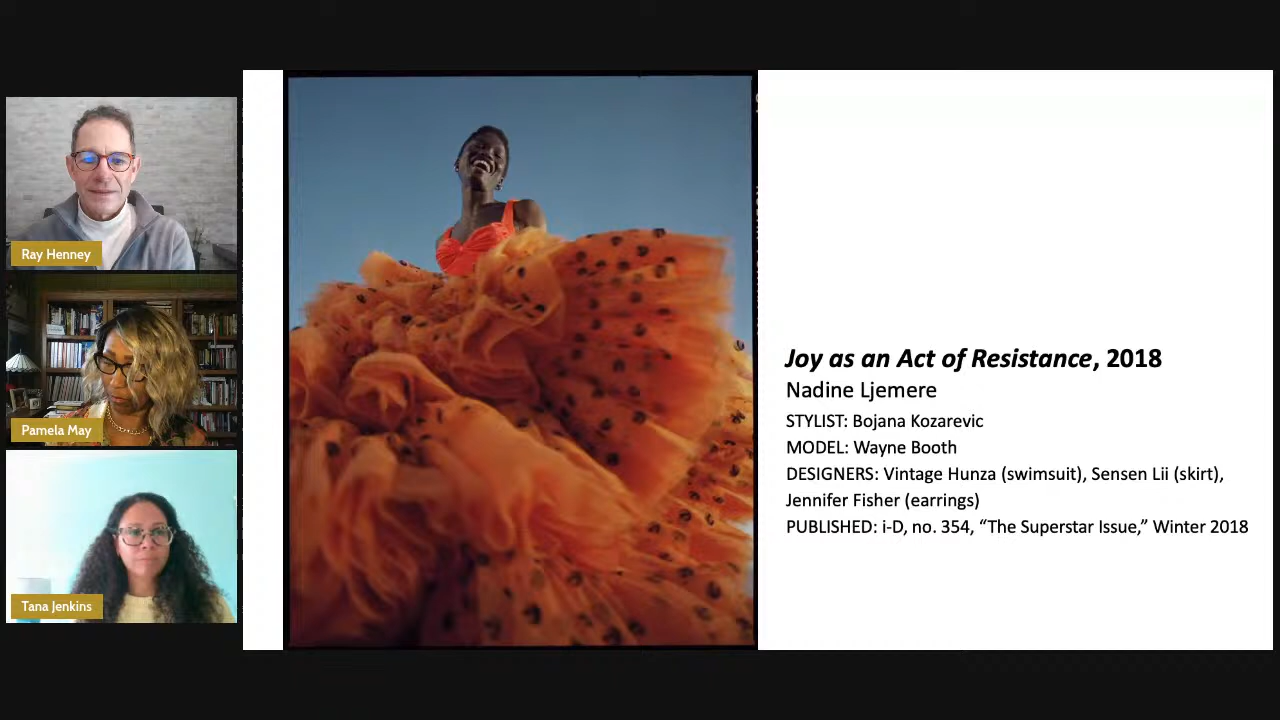 Ray Henney
Pamela May
Tana Jenkins
Joy as an Act of Resistance, 2018
Nadine Ljemere
STYLIST: Bojana Kozarevic
MODEL: Wayne Booth
DESIGNERS: Vintage Hunza (swimsuit), Sensen Lii (skirt),
Jennifer Fisher (earrings)
PUBLISHED: i-D, no. 354, “The Superstar Issue,” Winter 2018